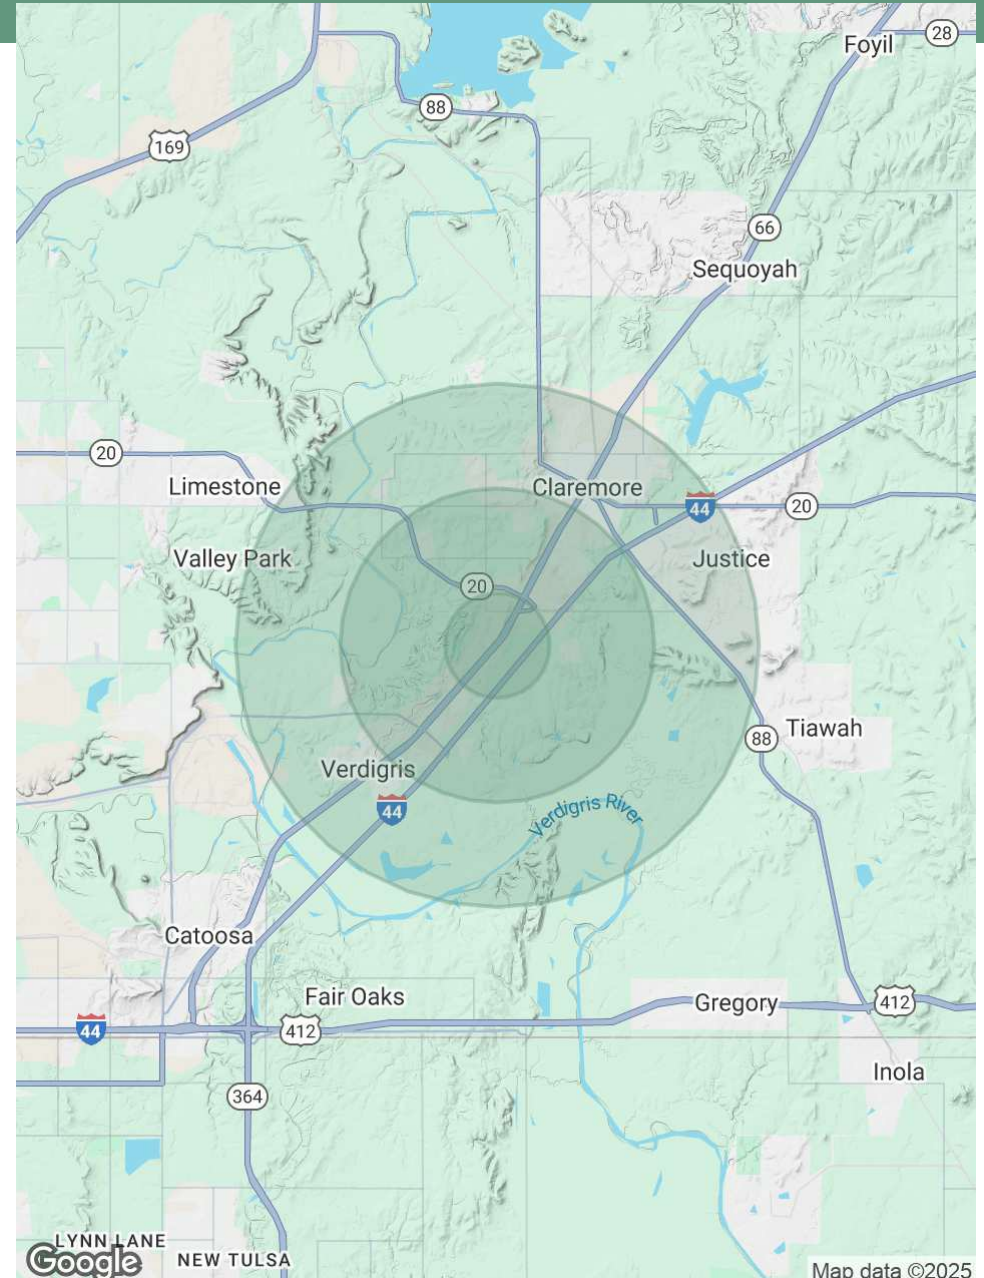 Foyil
28
88
169
66
Sequoyah
20
Limestone
Claremore
44
20
Valley Park
Justice
20
Tiawah
88
Verdigris
44
Verdigris River
Catoosa
Fair Oaks
Gregory
412
44
412
Inola
364
LYNN LANE
NEW TULSA
Google
Map data ©2025